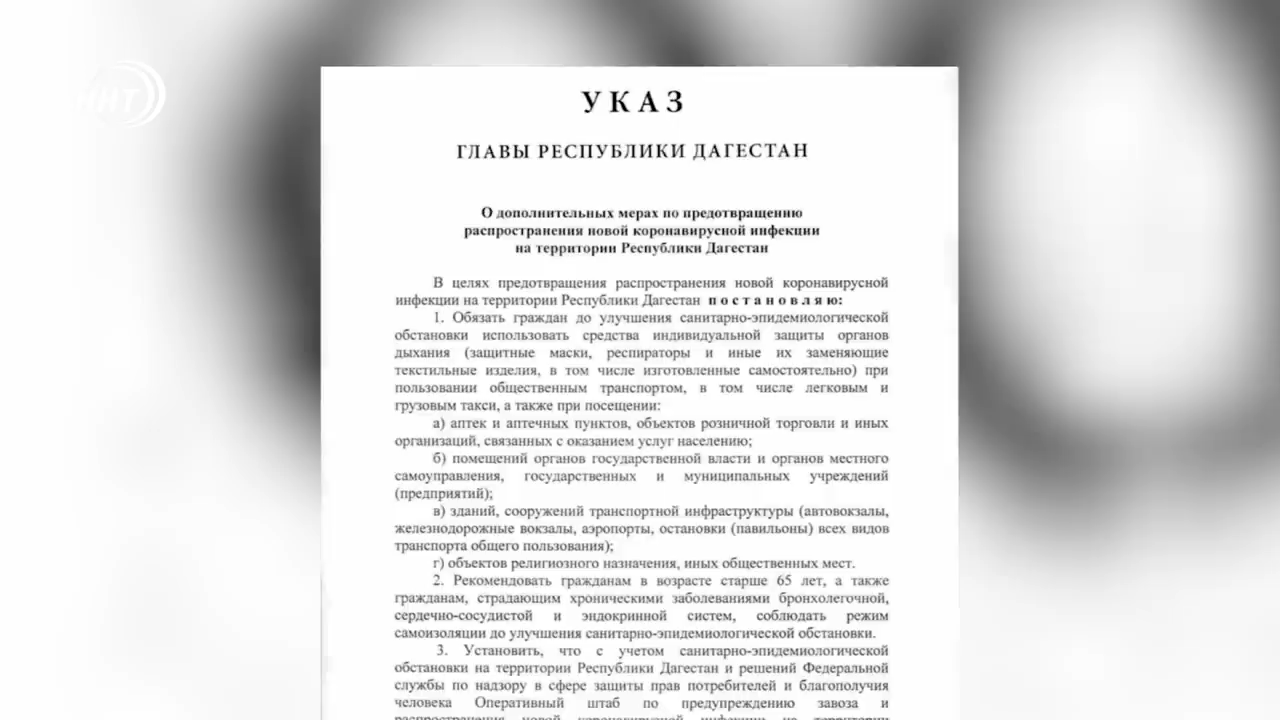 ННТ
УКАЗ
ГЛАВЫ РЕСПУБЛИКИ ДАГЕСТАН
О дополнительных мерах по предотвращению
распространения новой коронавирусной инфекции
на территории Республики Дагестан
В целях предотвращения распространения новой коронавирусной
инфекции на территории Республики Дагестан п о с т а н о в л я ю:
1. Обязать граждан до улучшения санитарно-эпидемиологической
обстановки использовать средства индивидуальной защиты органов
дыхания (защитные маски, респираторы и иные их заменяющие
текстильные изделия, в том числе изготовленные самостоятельно) при
пользовании общественным транспортом, в том числе легковым и
грузовым такси, а также при посещении:
а) аптек и аптечных пунктов, объектов розничной торговли и иных
организаций, связанных с оказанием услуг населению;
б) помещений органов государственной власти и органов местного
самоуправления, государственных и муниципальных учреждений
(предприятий);
в) зданий, сооружений транспортной инфраструктуры (автовокзалы,
железнодорожные вокзалы, аэропорты, остановки (павильоны) всех видов
транспорта общего пользования);
г) объектов религиозного назначения, иных общественных мест.
2. Рекомендовать гражданам в возрасте старше 65 лет, а также
гражданам, страдающим хроническими заболеваниями бронхолегочной,
сердечно-сосудистой и эндокринной систем, соблюдать режим
самоизоляции до улучшения санитарно-эпидемиологической обстановки.
3. Установить, что с учетом санитарно-эпидемиологической
обстановки на территории Республики Дагестан и решений Федеральной
службы по надзору в сфере защиты прав потребителей и благополучия
человека Оперативный штаб по предупреждению завоза и
распространения новой коронавирусной инфекции на территории